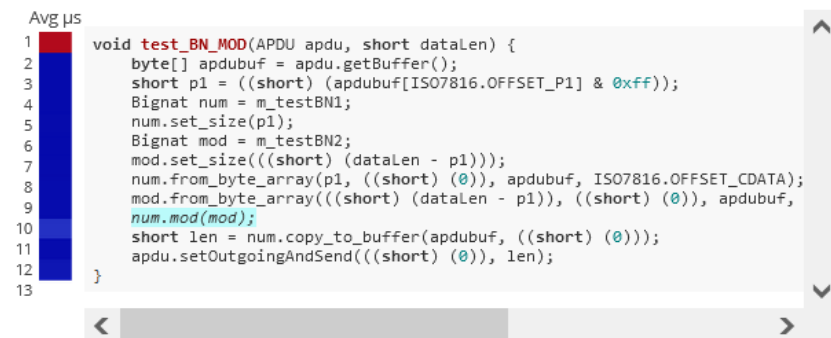 Avg µs
1 void test_BN_MOD(APDU apdu, short dataLen) {
2 byte[] apdubuf = apdu.getBuffer();
3 short p1 = ((short) (apdubuf[ISO7816.OFFSET_P1] & 0xff));
4 Bignat num = m_testBN1;
5 num.set_size(p1);
6 Bignat mod = m_testBN2;
7 mod.set_size(((short) (dataLen - p1)));
8 num.from_byte_array(p1, ((short) (0)), apdubuf, ISO7816.OFFSET_CDATA);
9 mod.from_byte_array(((short) (dataLen - p1)), ((short) (0)), apdubuf,
10 num.mod(mod);
11 short len = num.copy_to_buffer(apdubuf, ((short) (0)));
12 apdu.setOutgoingAndSend(((short) (0)), len);
13 }